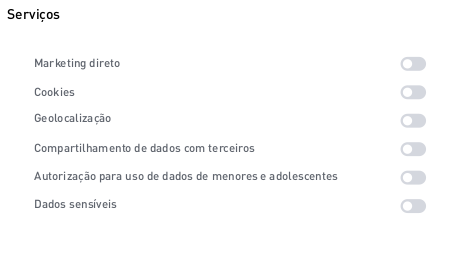 Serviços
Marketing direto
Cookies
Geolocalização
Compartilhamento de dados com terceiros
Autorização para uso de dados de menores e adolescentes
Dados sensíveis